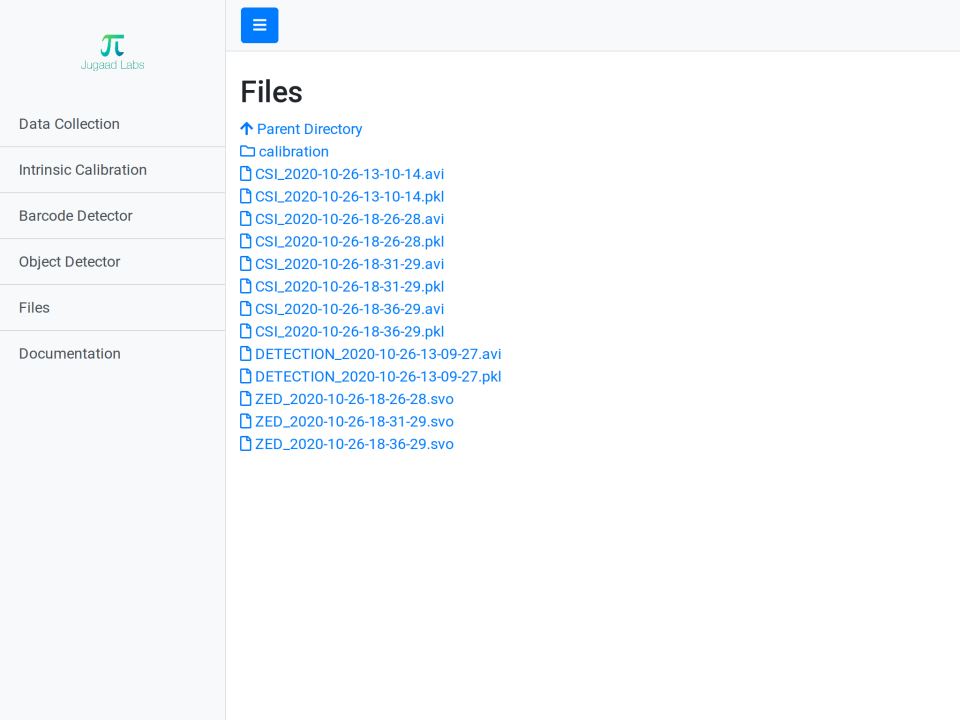 Jugaad Labs
Data Collection
Intrinsic Calibration
Barcode Detector
Object Detector
Files
Documentation
Files
Parent Directory
calibration
CSI_2020-10-26-13-10-14.avi
CSI_2020-10-26-13-10-14.pkl
CSI_2020-10-26-18-26-28.avi
CSI_2020-10-26-18-26-28.pkl
CSI_2020-10-26-18-31-29.avi
CSI_2020-10-26-18-31-29.pkl
CSI_2020-10-26-18-36-29.avi
CSI_2020-10-26-18-36-29.pkl
DETECTION_2020-10-26-13-09-27.avi
DETECTION_2020-10-26-13-09-27.pkl
ZED_2020-10-26-18-26-28.svo
ZED_2020-10-26-18-31-29.svo
ZED_2020-10-26-18-36-29.svo